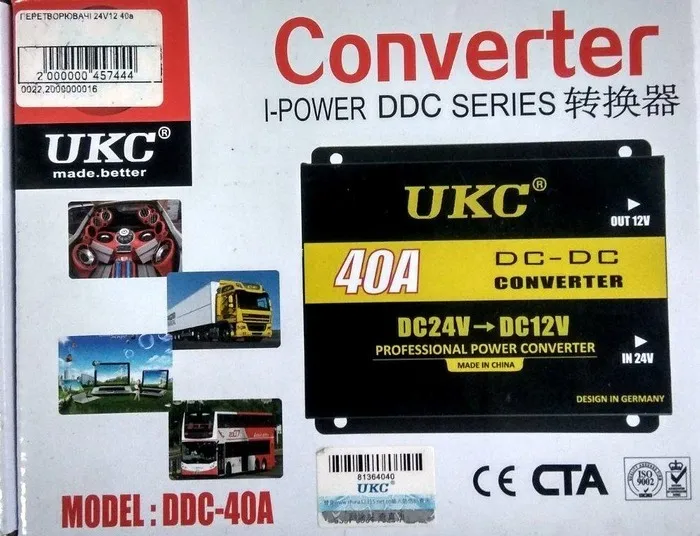 ПЕРЕТВОРЮВАЧІ 24V12 40a
2 000000 457444
0022,2000000016
UKC®
made.better
Converter
I-POWER DDC SERIES 转换器
UKC®
OUT 12V
40A
DC-DC
CONVERTER
DC24V→DC12V
PROFESSIONAL POWER CONVERTER
MADE IN CHINA
IN 24V
DESIGN IN GERMANY
MODEL : DDC-40A
81364040
UKC
CE CTA
ISO
9002